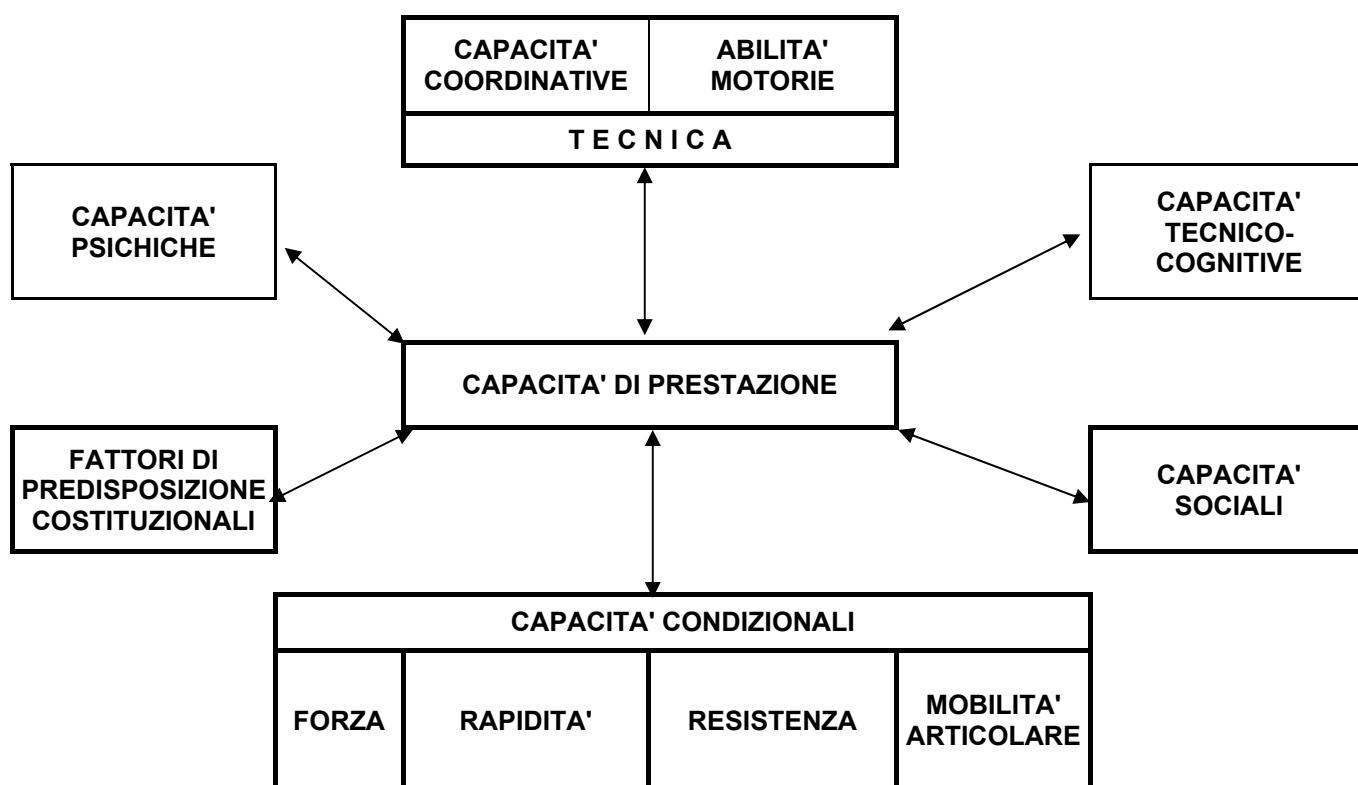 CAPACITA'
COORDINATIVE
ABILITA'
MOTORIE
T E C N I C A
CAPACITA'
PSICHICHE
CAPACITA'
TECNICO-
COGNITIVE
CAPACITA' DI PRESTAZIONE
FATTORI DI
PREDISPOSIZIONE
COSTITUZIONALI
CAPACITA'
SOCIALI
CAPACITA' CONDIZIONALI
FORZA
RAPIDITA'
RESISTENZA
MOBILITA'
ARTICOLARE